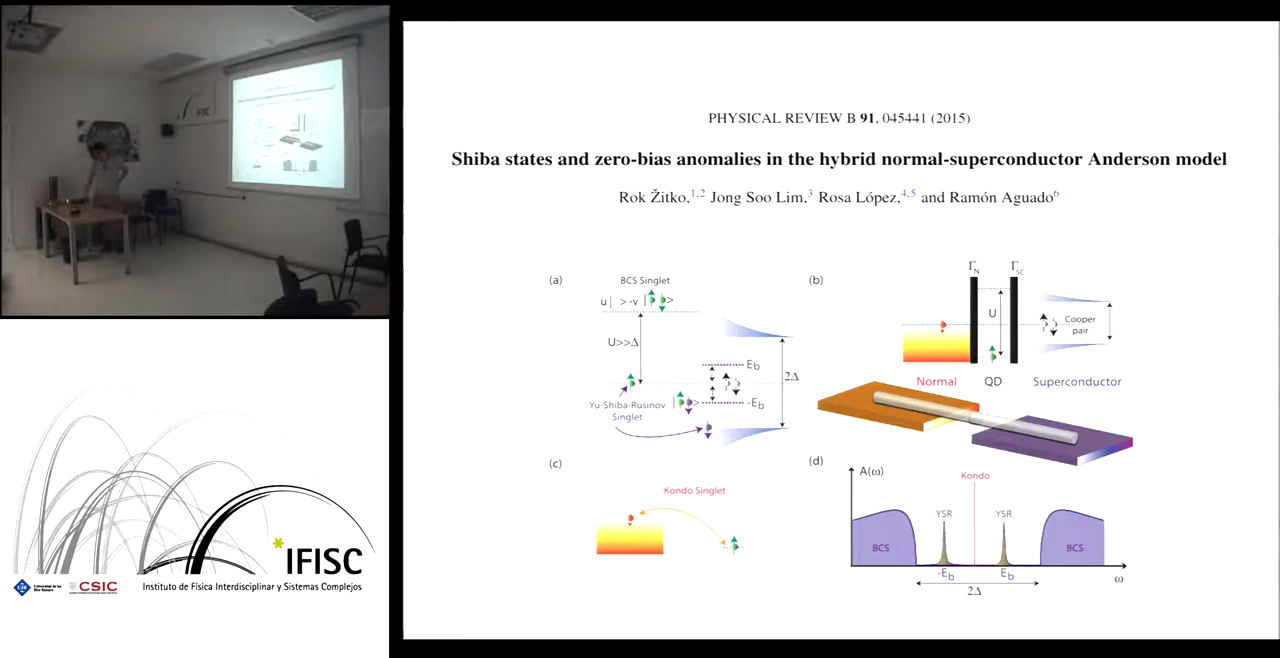 PHYSICAL REVIEW B 91, 045441 (2015)
Shiba states and zero-bias anomalies in the hybrid normal-superconductor Anderson model
Rok Žitko,1,2 Jong Soo Lim,3 Rosa López,4,5 and Ramón Aguado6
(a)
BCS Singlet
u| > -v | >
U>>Δ
Eb
2Δ
Yu-Shiba-Rusinov
Singlet
| >
-Eb
(b)
ΓN
ΓSC
U
Cooper
pair
Normal
QD
Superconductor
(c)
Kondo Singlet
(d)
A(ω)
Kondo
YSR
YSR
BCS
BCS
-Eb
Eb
ω
2Δ
IFISC
*IFISC
CSIC
Instituto de Física Interdisciplinar y Sistemas Complejos